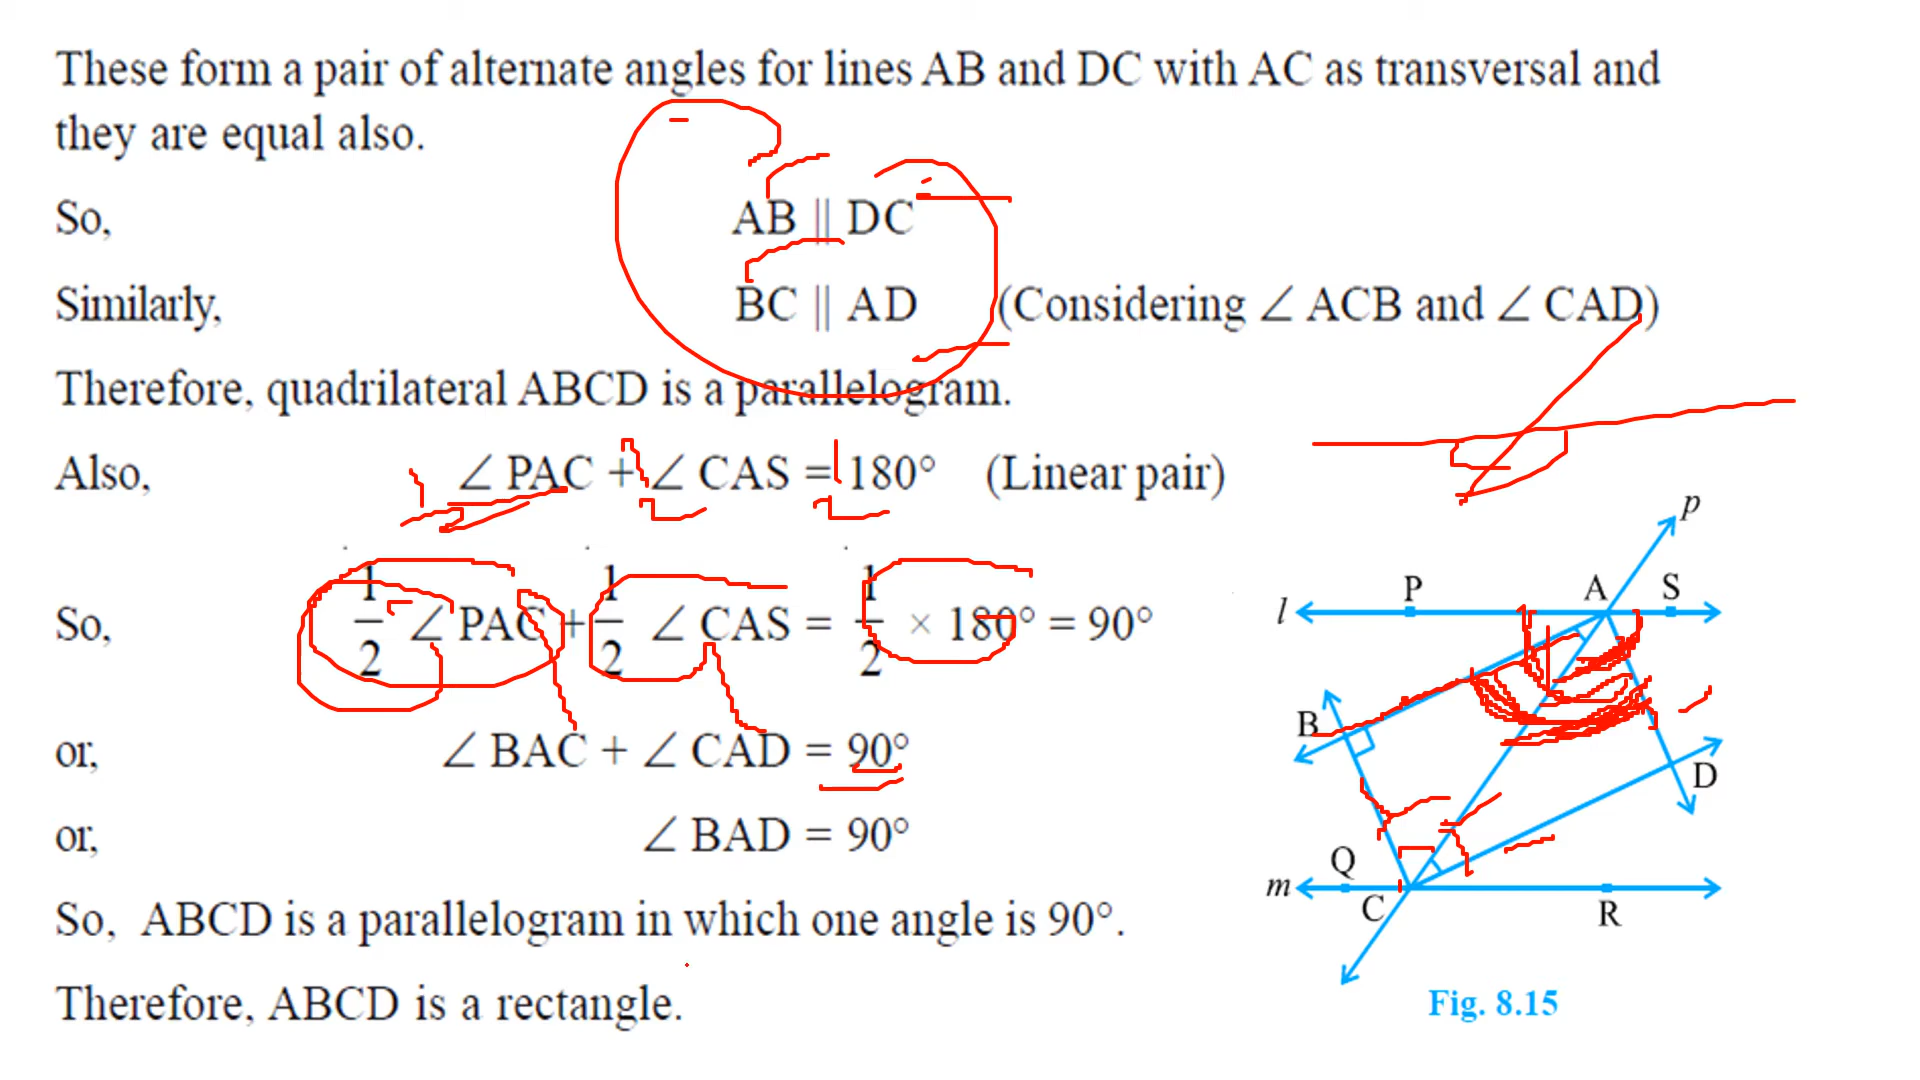 These form a pair of alternate angles for lines AB and DC with AC as transversal and
they are equal also.
So, AB || DC
Similarly, BC || AD (Considering ∠ ACB and ∠ CAD)
Therefore, quadrilateral ABCD is a parallelogram.
Also, ∠ PAC + ∠ CAS = 180° (Linear pair)
So, 1/2 ∠ PAC + 1/2 ∠ CAS = 1/2 × 180° = 90°
or, ∠ BAC + ∠ CAD = 90°
or, ∠ BAD = 90°
So, ABCD is a parallelogram in which one angle is 90°.
Therefore, ABCD is a rectangle.
p
l P A S
B
D
Q
m C R
Fig. 8.15